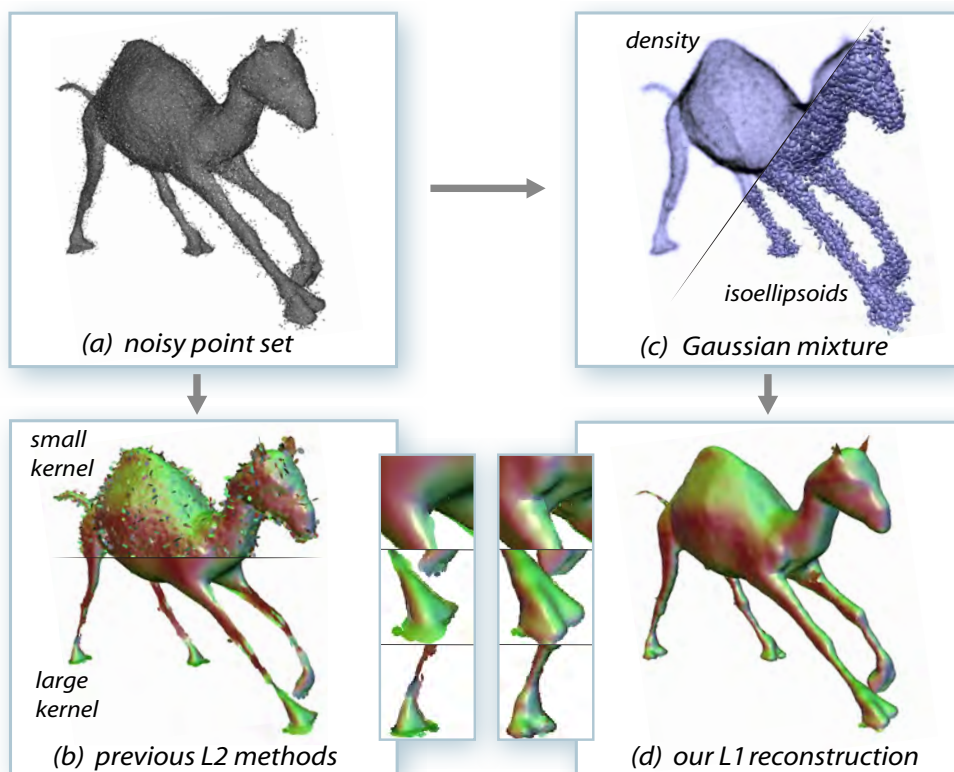 density
isoellipsoids
(a) noisy point set
(c) Gaussian mixture
small
kernel
large
kernel
(b) previous L2 methods
(d) our L1 reconstruction